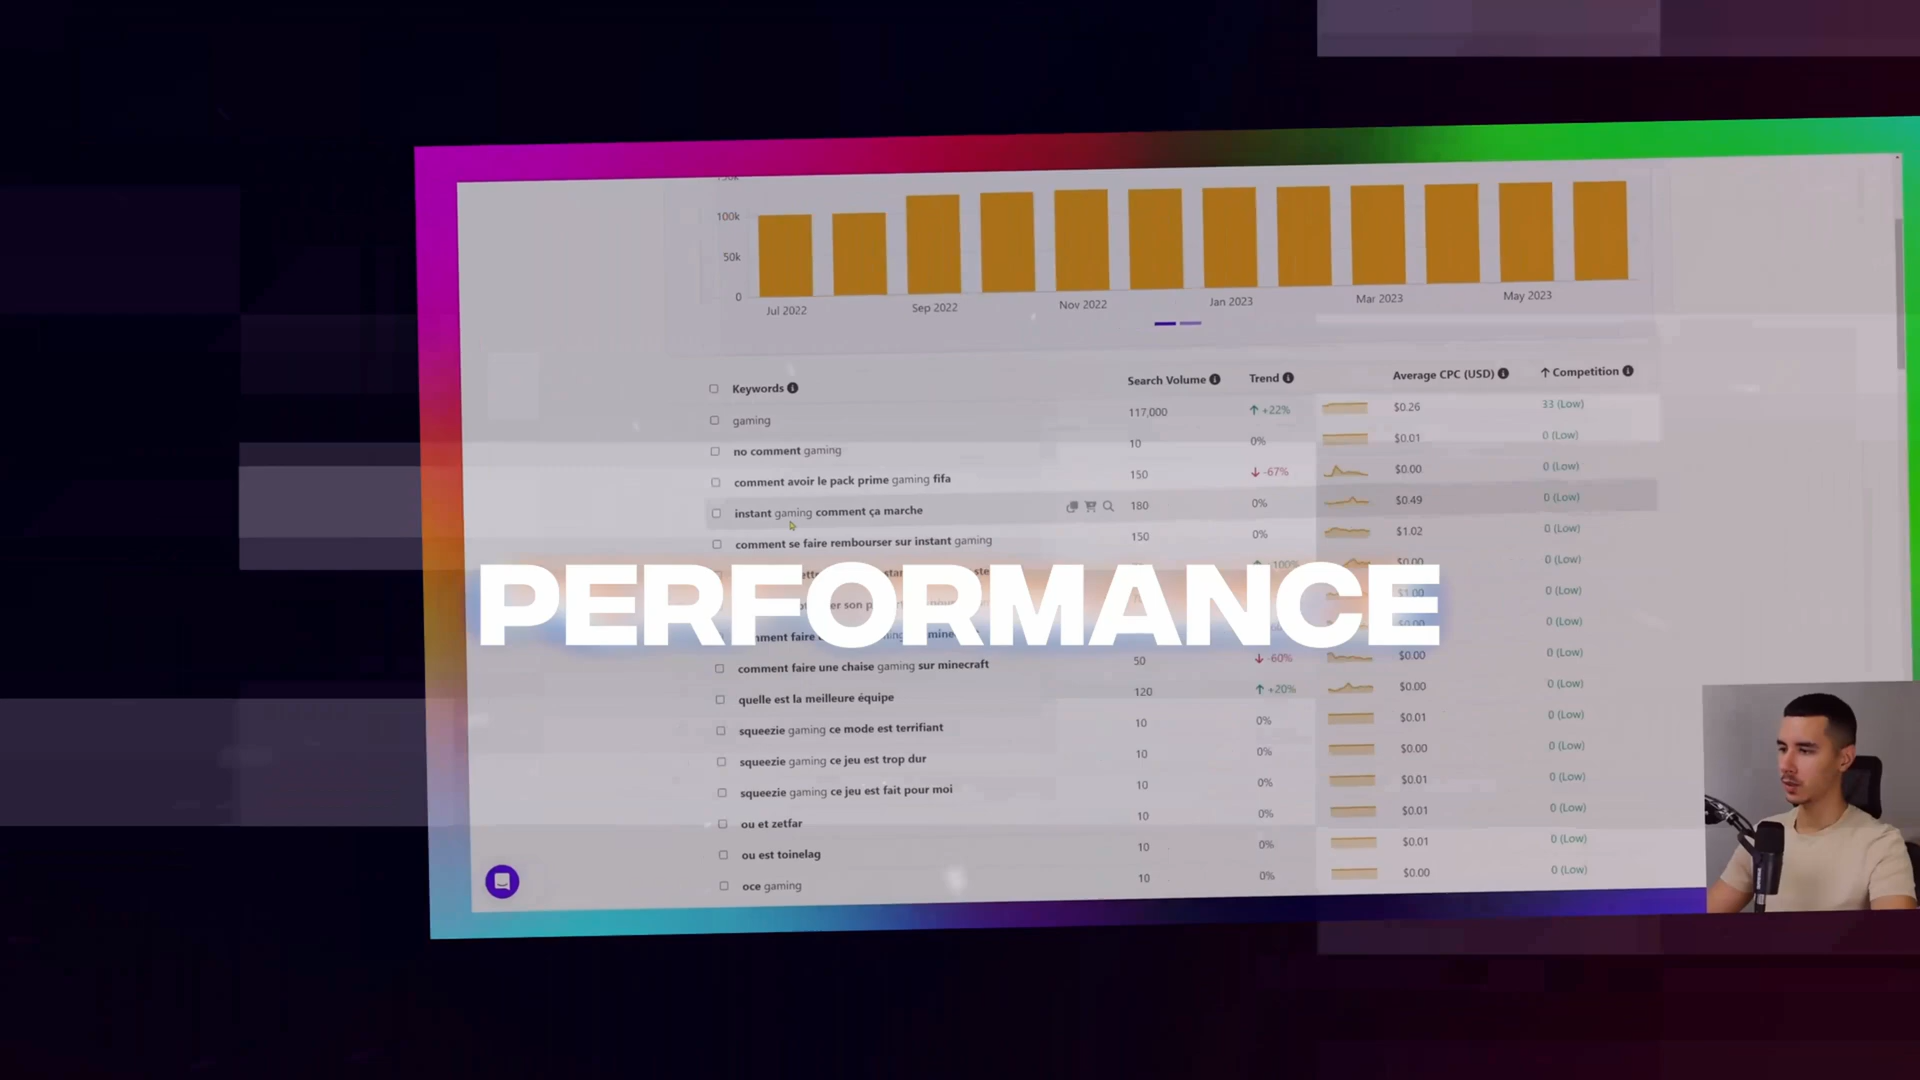 100k
50k
0
Jul 2022 Sep 2022 Nov 2022 Jan 2023 Mar 2023 May 2023
Keywords Search Volume Trend Average CPC (USD) Competition
gaming 117,000 +22% $0.26 33 (Low)
no comment gaming 10 0% $0.01 0 (Low)
comment avoir le pack prime gaming fifa 150 -67% $0.00 0 (Low)
instant gaming comment ça marche 180 0% $0.49 0 (Low)
comment se faire rembourser sur instant gaming 150 0% $1.02 0 (Low)
0 (Low)
PERFORMANCE
0 (Low)
comment faire 0 (Low)
comment faire une chaise gaming sur minecraft 50 -60% $0.00 0 (Low)
quelle est la meilleure équipe 120 +20% $0.00 0 (Low)
squeezie gaming ce mode est terrifiant 10 0% $0.01 0 (Low)
squeezie gaming ce jeu est trop dur 10 0% $0.00 0 (Low)
squeezie gaming ce jeu est fait pour moi 10 0% $0.01 0 (Low)
ou et zetfar 10 0% $0.01 0 (Low)
ou est toinelag 10 0% $0.01 0 (Low)
oce gaming 10 0% $0.00 0 (Low)